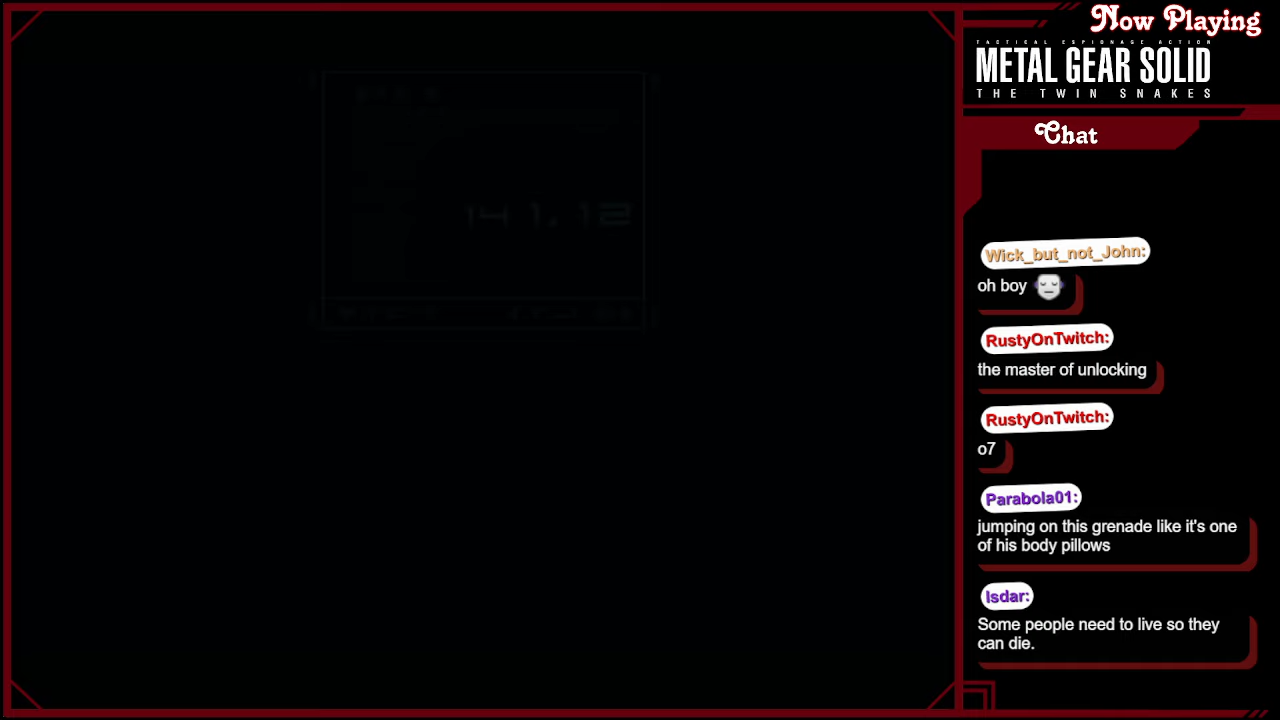 Now Playing
TACTICAL ESPIONAGE ACTION
METAL GEAR SOLID
THE TWIN SNAKES
Chat
Wick_but_not_John:
oh boy
RustyOnTwitch:
the master of unlocking
RustyOnTwitch:
o7
Parabola01:
jumping on this grenade like it's one
of his body pillows
Isdar:
Some people need to live so they
can die.
141.12